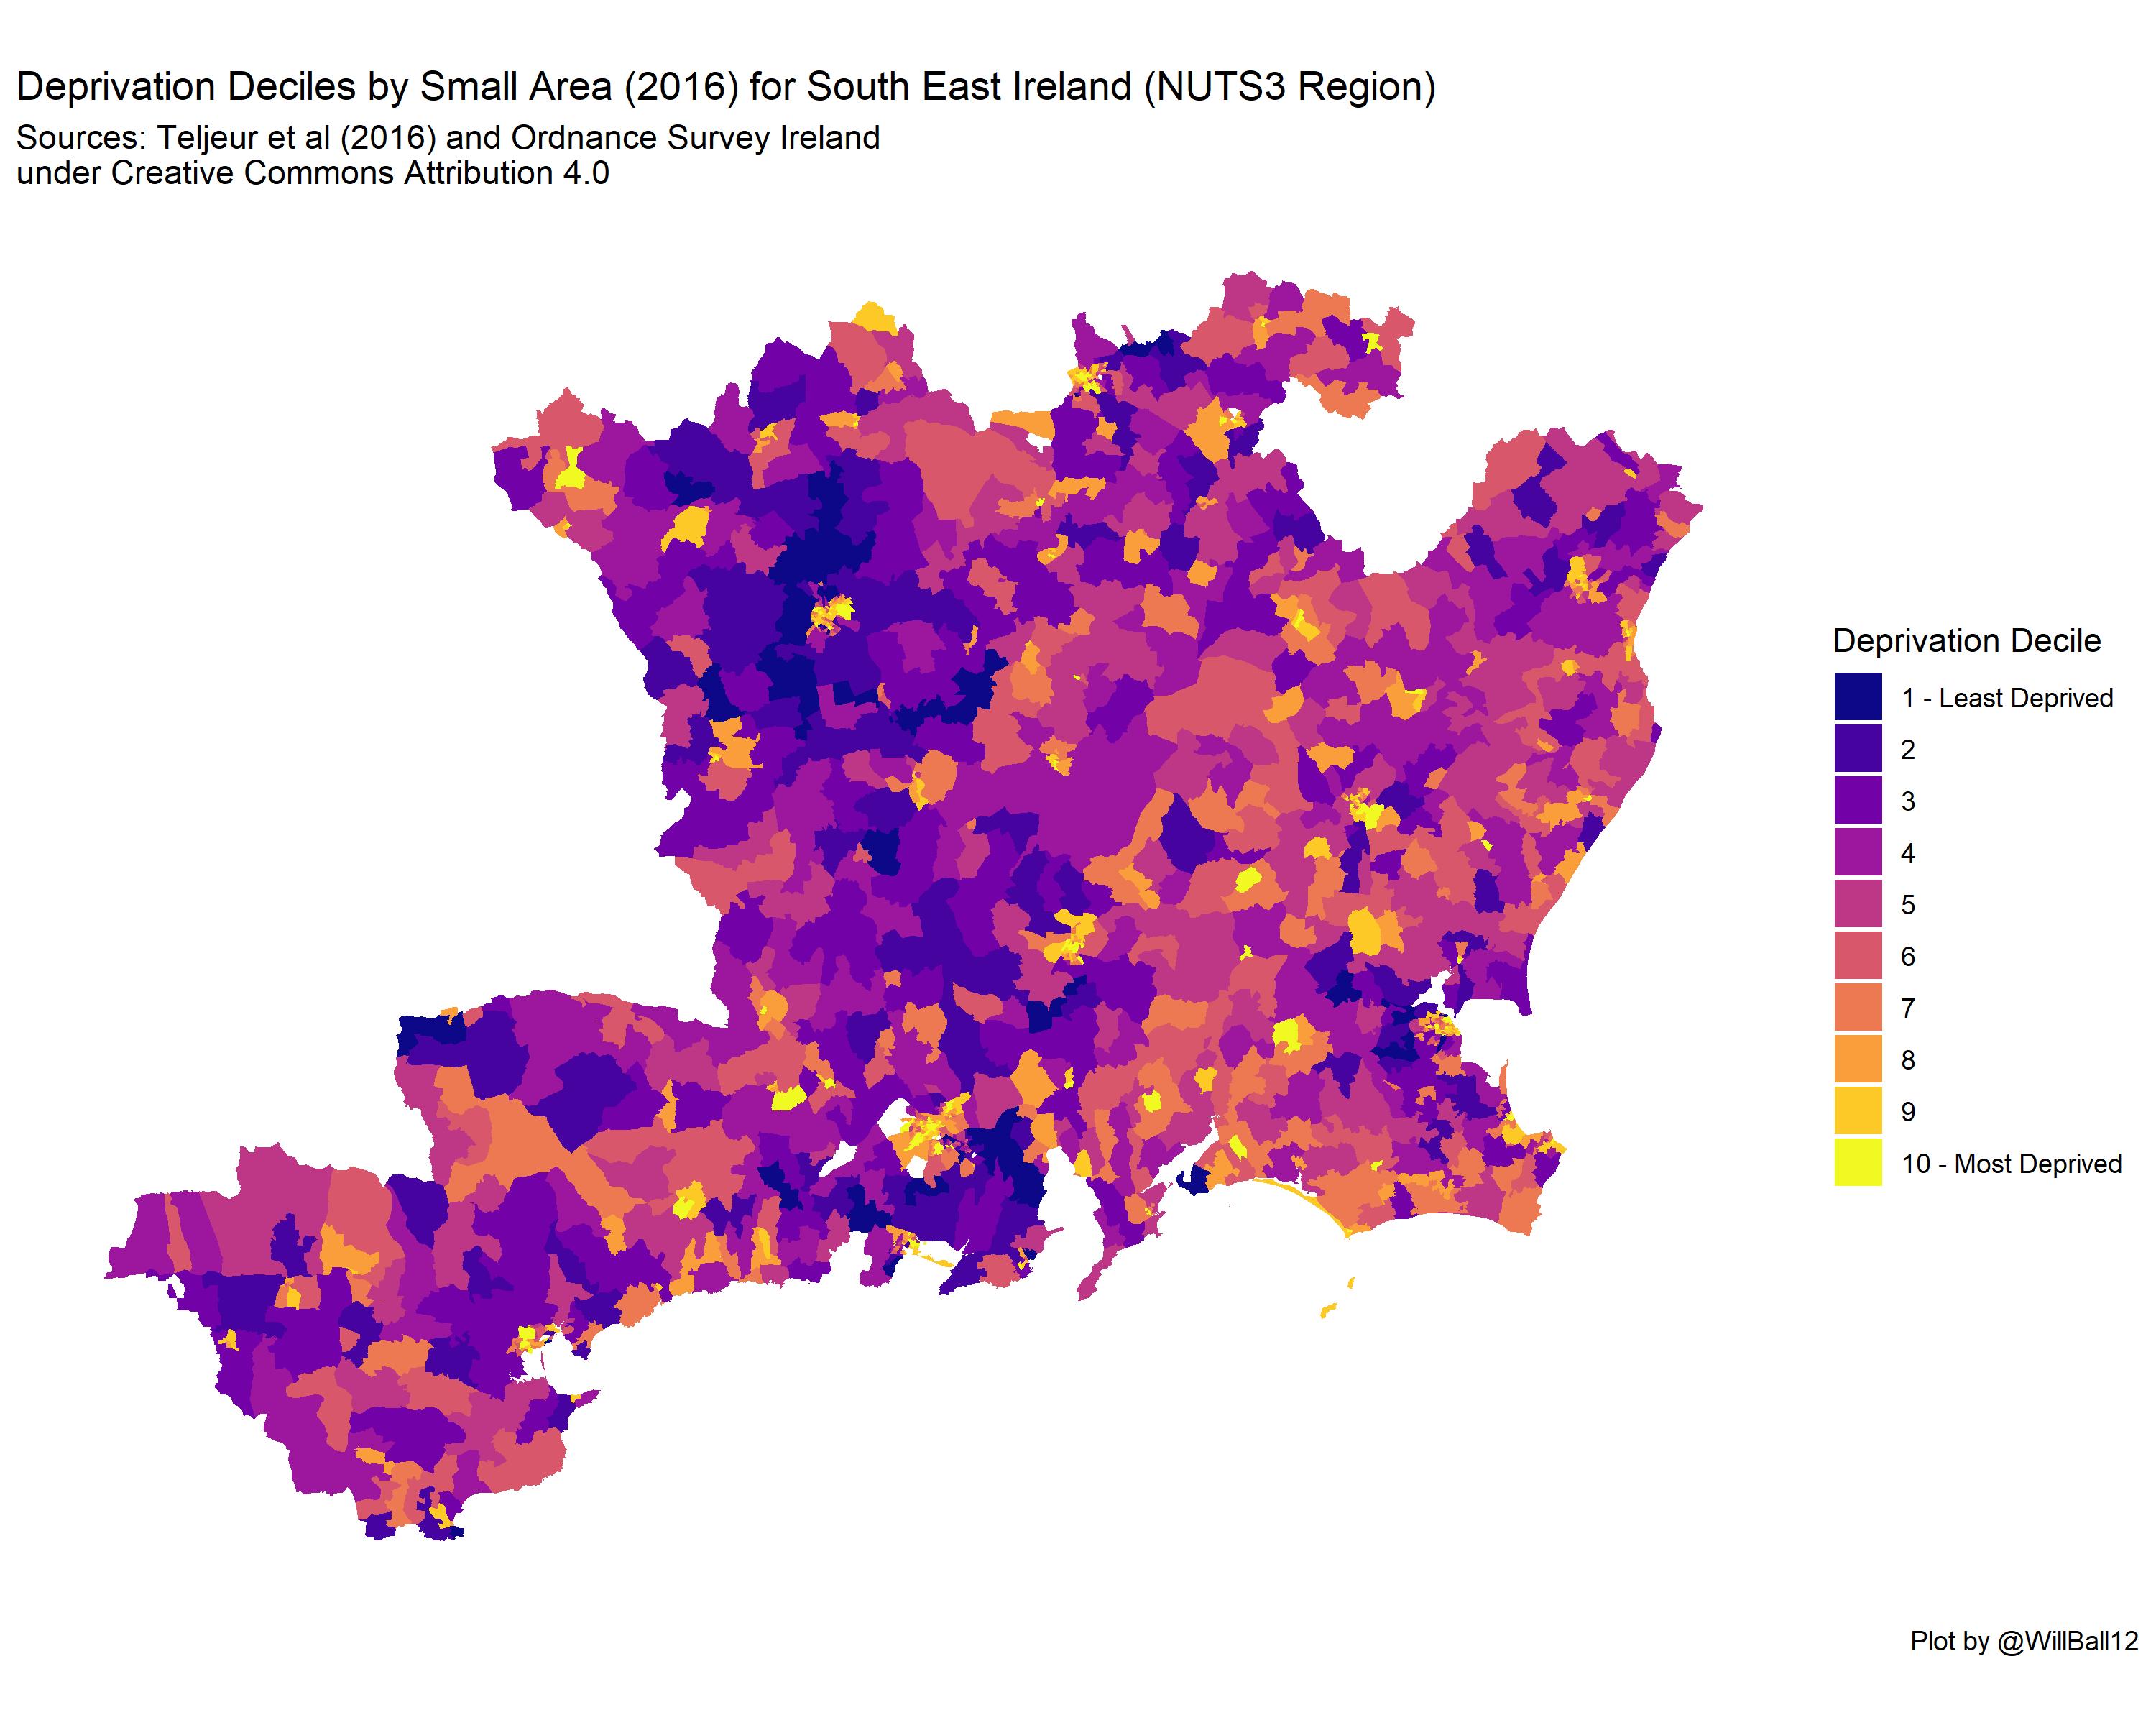 Deprivation Deciles by Small Area (2016) for South East Ireland (NUTS3 Region)
Sources: Teljeur et al (2016) and Ordnance Survey Ireland
under Creative Commons Attribution 4.0
Deprivation Decile
1 - Least Deprived
2
3
4
5
6
7
8
9
10 - Most Deprived
Plot by @WillBall12